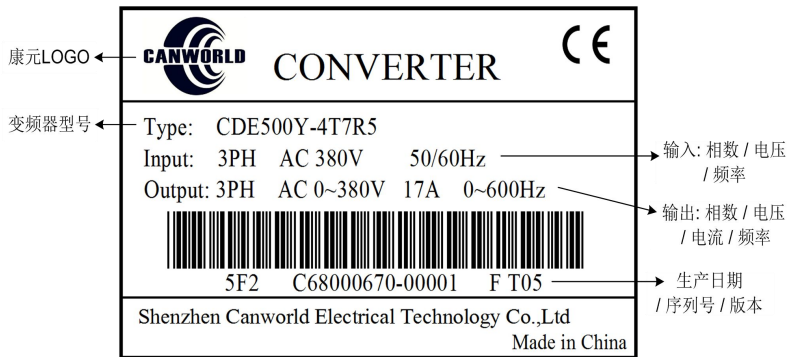 康元LOGO
CANWORLD
CONVERTER
CE
变频器型号
Type: CDE500Y-4T7R5
Input: 3PH AC 380V 50/60Hz
输入: 相数 / 电压
/ 频率
Output: 3PH AC 0~380V 17A 0~600Hz
输出: 相数 / 电压
/ 电流 / 频率
5F2 C68000670-00001 F T05
生产日期
/ 序列号 / 版本
Shenzhen Canworld Electrical Technology Co.,Ltd
Made in China